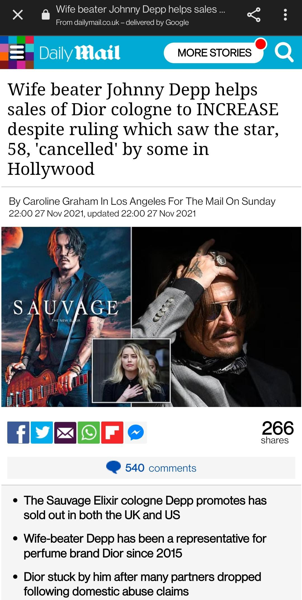 Wife beater Johnny Depp helps sales ...
From dailymail.co.uk – delivered by Google
Daily Mail
MORE STORIES
Wife beater Johnny Depp helps
sales of Dior cologne to INCREASE
despite ruling which saw the star,
58, 'cancelled' by some in
Hollywood
By Caroline Graham In Los Angeles For The Mail On Sunday
22:00 27 Nov 2021, updated 22:00 27 Nov 2021
SAUVAGE
266
shares
540 comments
• The Sauvage Elixir cologne Depp promotes has
sold out in both the UK and US
• Wife-beater Depp has been a representative for
perfume brand Dior since 2015
• Dior stuck by him after many partners dropped
following domestic abuse claims